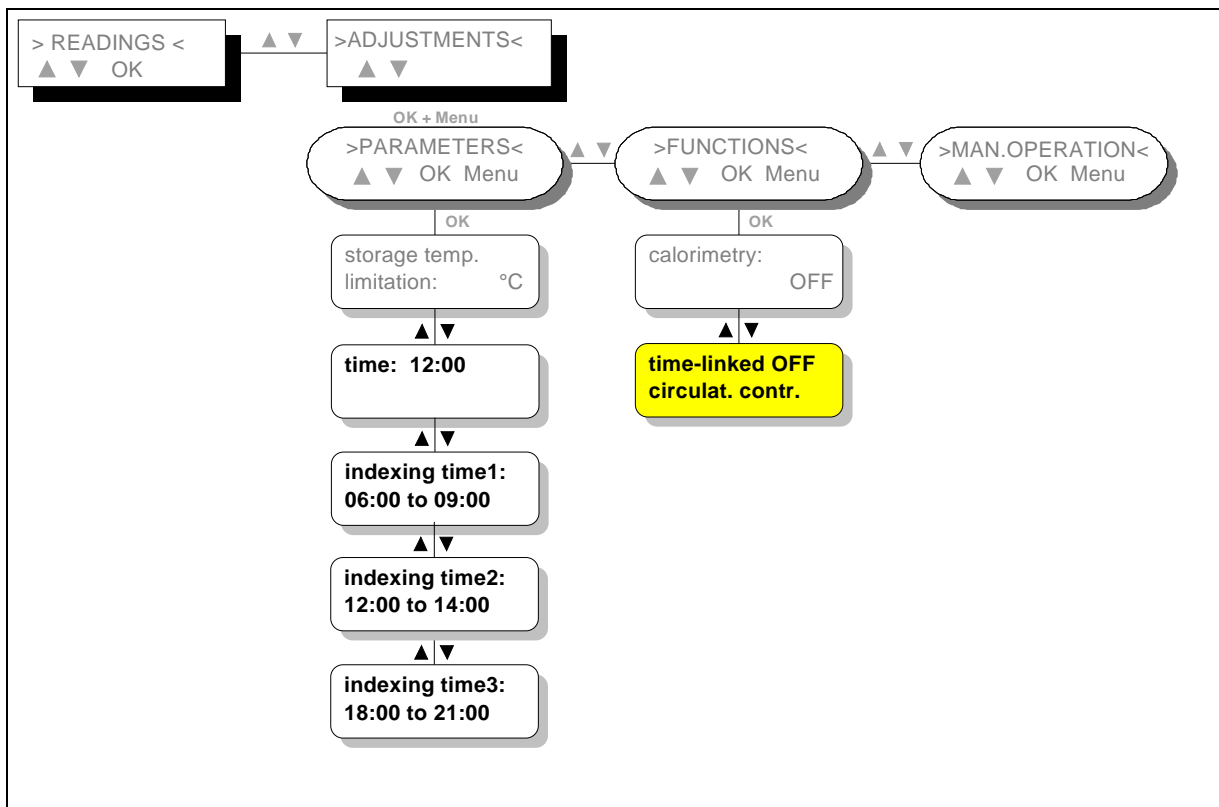 > READINGS <
▲ ▼ OK
▲ ▼
>ADJUSTMENTS<
▲ ▼
OK + Menu
>PARAMETERS<
▲ ▼ OK Menu
▲ ▼
>FUNCTIONS<
▲ ▼ OK Menu
▲ ▼
>MAN.OPERATION<
▲ ▼ OK Menu
OK
storage temp.
limitation: °C
▲ ▼
time: 12:00
▲ ▼
indexing time1:
06:00 to 09:00
▲ ▼
indexing time2:
12:00 to 14:00
▲ ▼
indexing time3:
18:00 to 21:00
OK
calorimetry:
OFF
▲ ▼
time-linked OFF
circulat. contr.